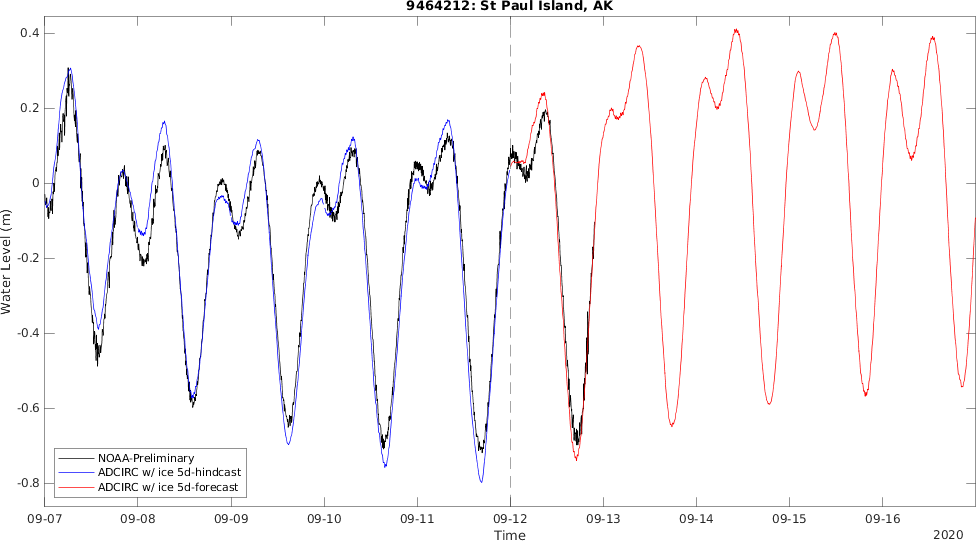 9464212: St Paul Island, AK
0.4
0.2
0
-0.2
-0.4
-0.6
-0.8
Water Level (m)
NOAA-Preliminary
ADCIRC w/ ice 5d-hindcast
ADCIRC w/ ice 5d-forecast
09-07 09-08 09-09 09-10 09-11 09-12 09-13 09-14 09-15 09-16
Time
2020